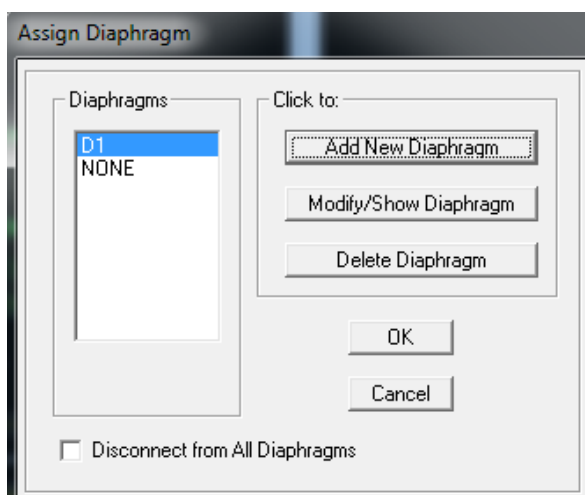 Assign Diaphragm
Diaphragms
D1
NONE
Click to:
Add New Diaphragm
Modify/Show Diaphragm
Delete Diaphragm
OK
Cancel
Disconnect from All Diaphragms